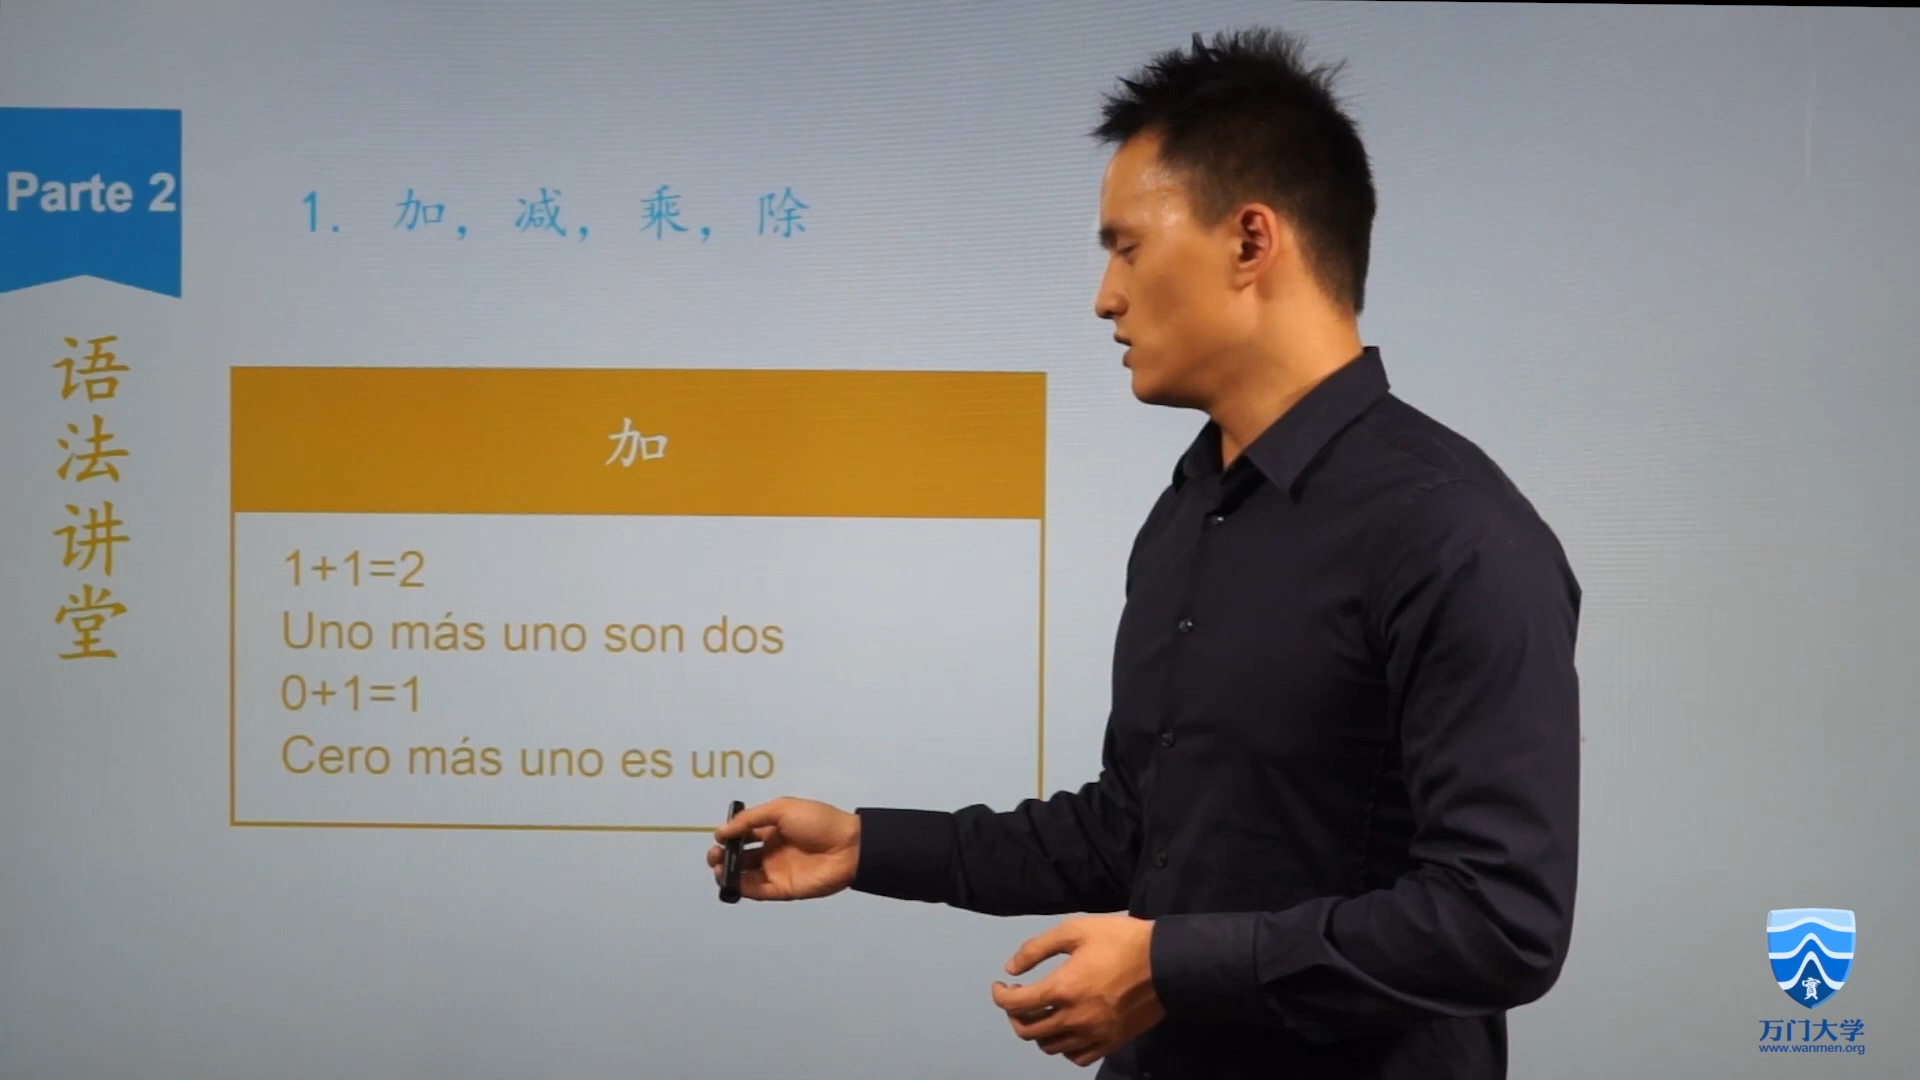 Parte 2
语法讲堂
1. 加，减，乘，除
加
1+1=2
Uno más uno son dos
0+1=1
Cero más uno es uno
寳
万门大学
www.wanmen.org